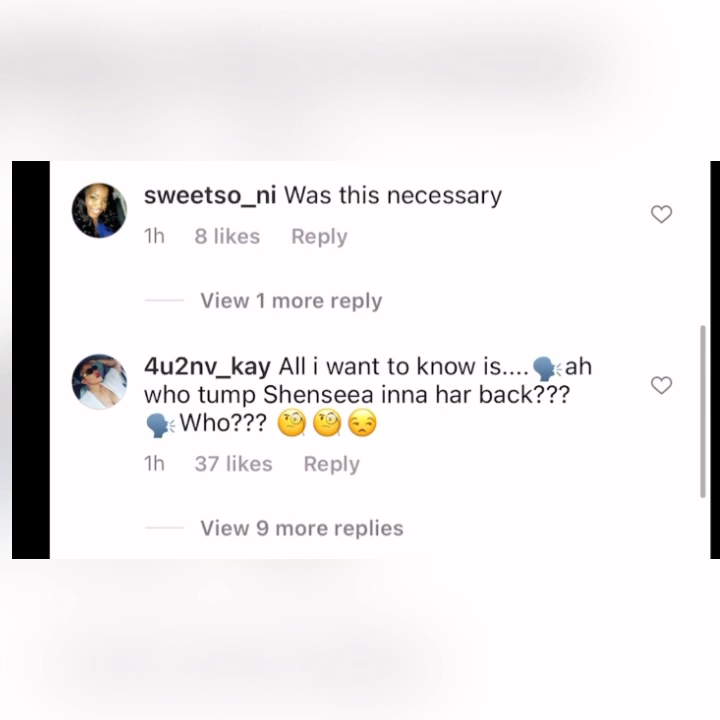 sweetso_ni Was this necessary
1h 8 likes Reply
View 1 more reply
4u2nv_kay All i want to know is....🗣ah
who tump Shenseea inna har back???
🗣Who??? 🧐🧐😒
1h 37 likes Reply
View 9 more replies